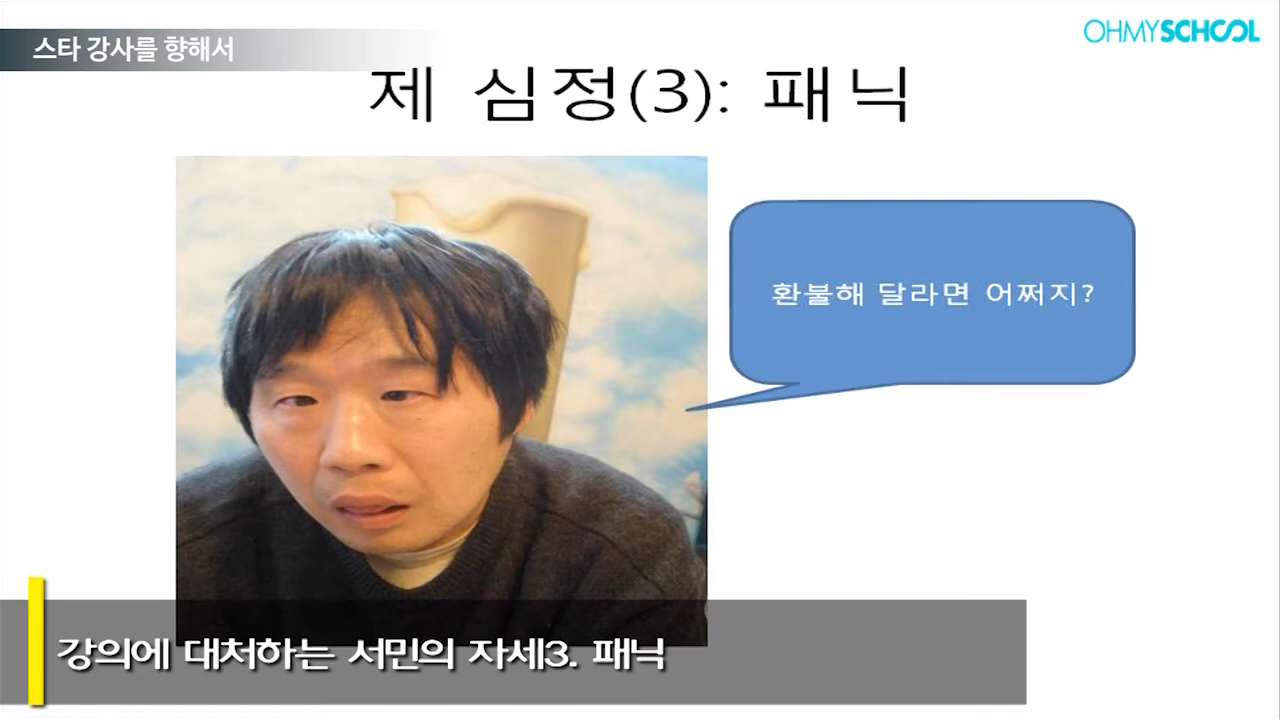 스타 강사를 향해서
OHMYSCHOOL
제 심정(3): 패닉
환불해 달라면 어쩌지?
강의에 대처하는 서민의 자세3. 패닉